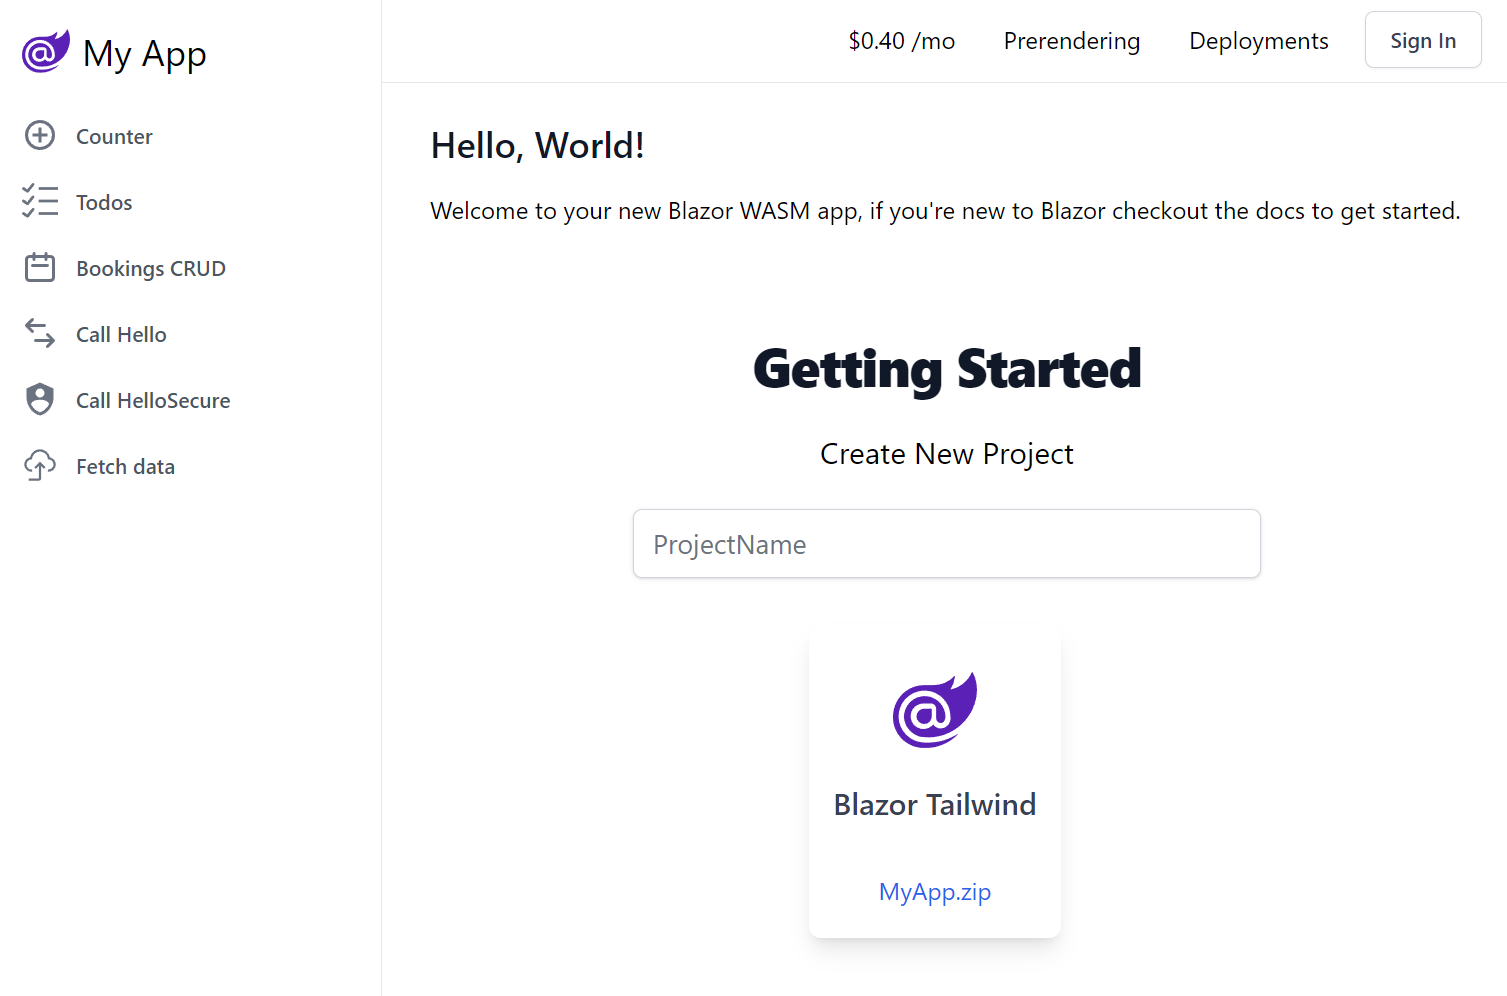 My App
Counter
Todos
Bookings CRUD
Call Hello
Call HelloSecure
Fetch data
$0.40 /mo
Prerendering
Deployments
Sign In
Hello, World!
Welcome to your new Blazor WASM app, if you're new to Blazor checkout the docs to get started.
Getting Started
Create New Project
ProjectName
Blazor Tailwind
MyApp.zip